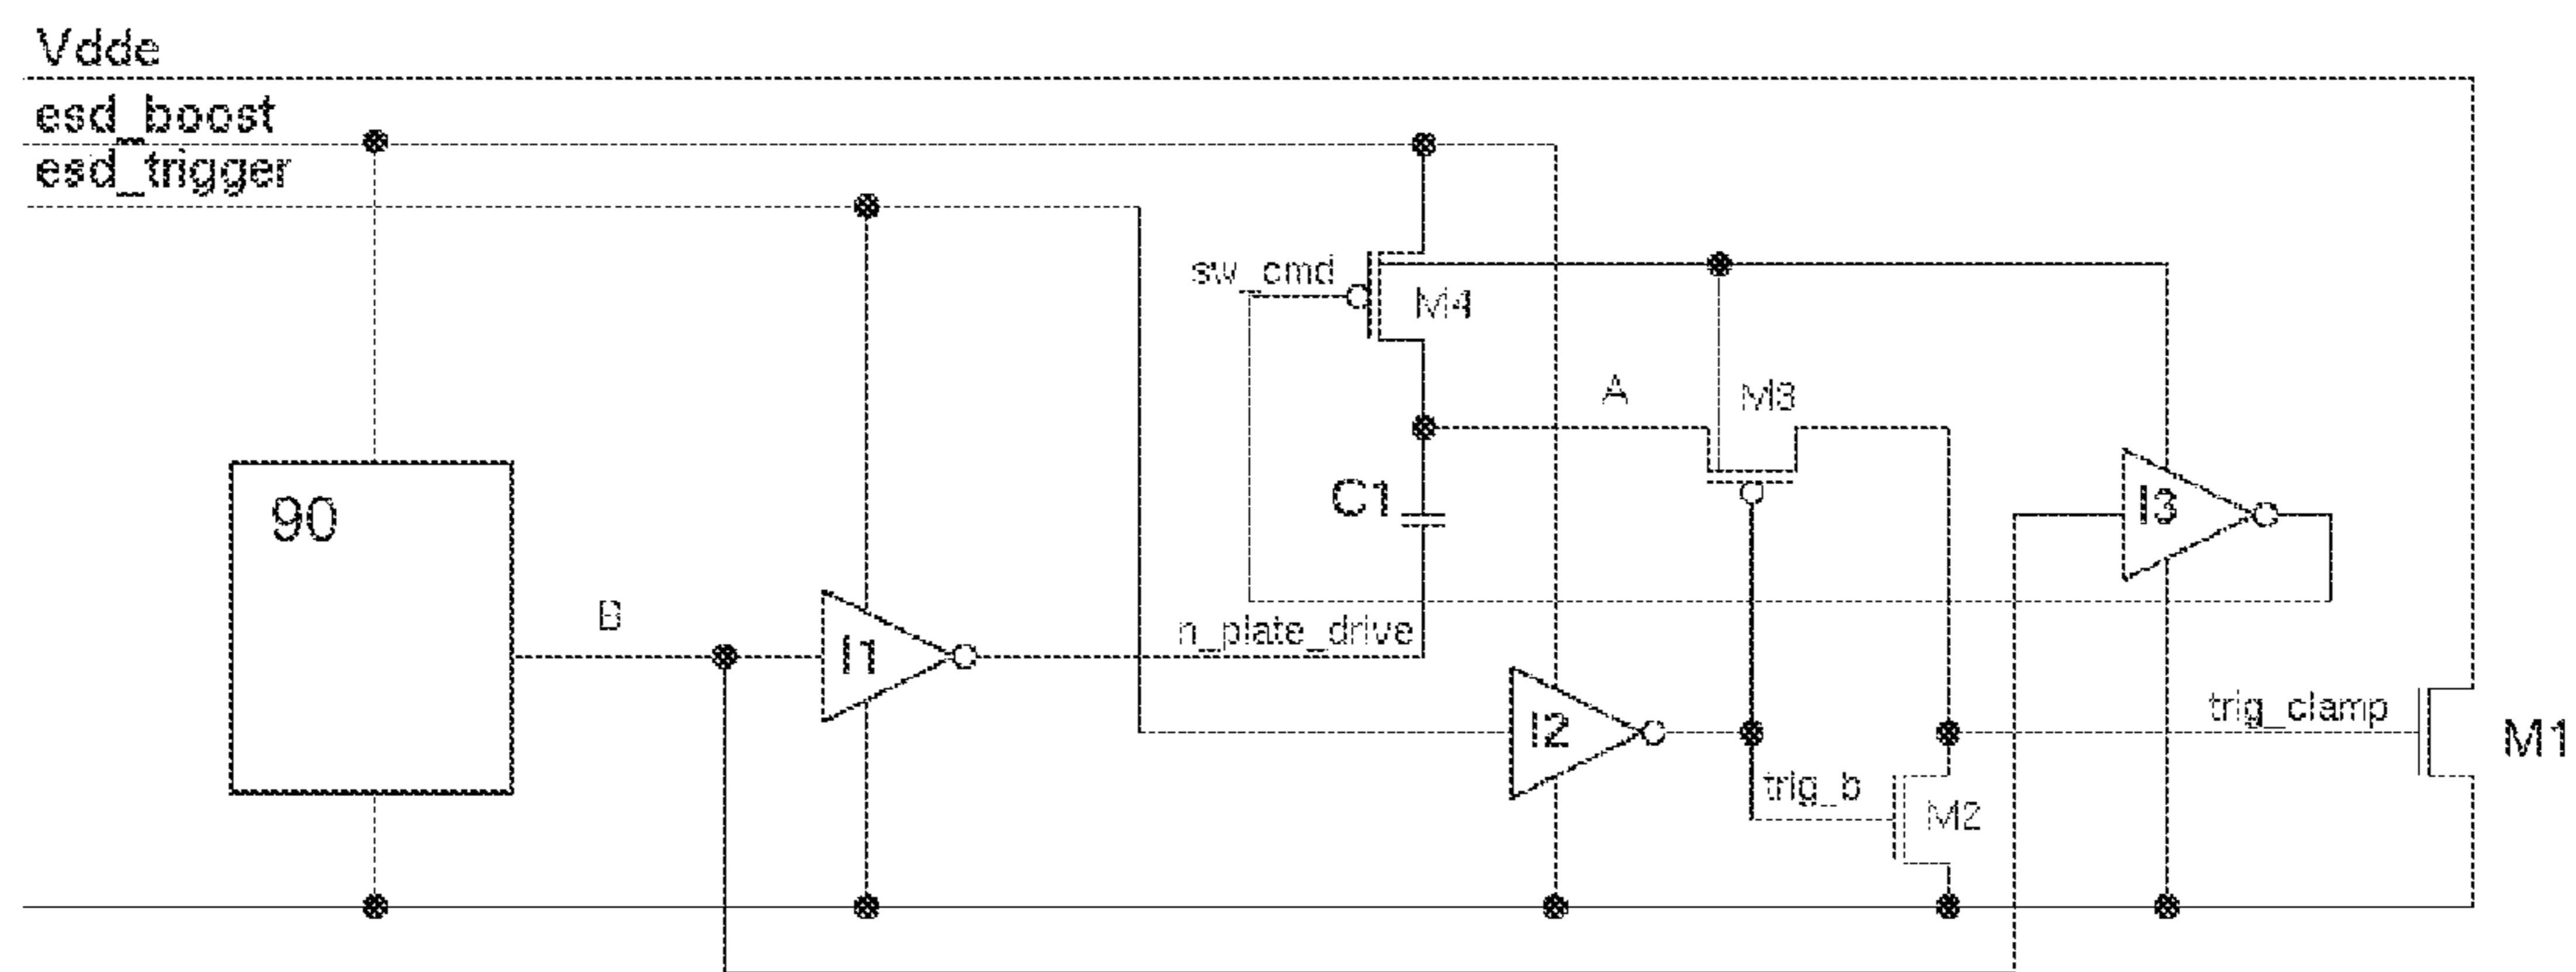 Vdde
esd_boost
esd_trigger
sw_cmd
M4
A
M3
C1
90
I3
B
I1
n_plate_drive
I2
trig_clamp
M1
trig_b
M2